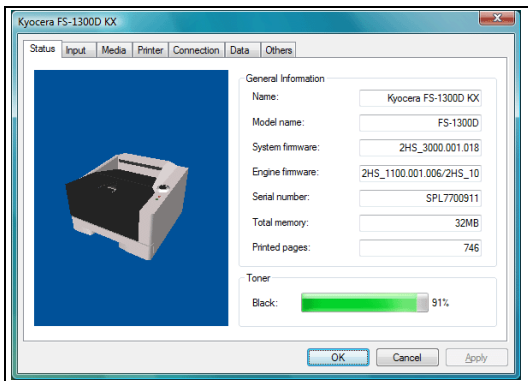 Kyocera FS-1300D KX
Status Input Media Printer Connection Data Others
General Information
Name: Kyocera FS-1300D KX
Model name: FS-1300D
System firmware: 2HS_3000.001.018
Engine firmware: 2HS_1100.001.006/2HS_10
Serial number: SPL7700911
Total memory: 32MB
Printed pages: 746
Toner
Black: 91%
OK Cancel Apply